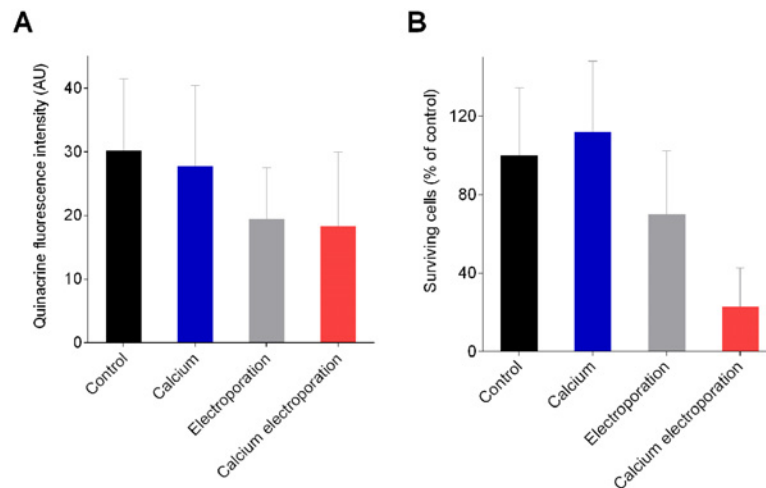 A
Quinacrine fluorescence intensity (AU)
40
30
20
10
0
Control
Calcium
Electroporation
Calcium electroporation
B
Surviving cells (% of control)
120
80
40
0
Control
Calcium
Electroporation
Calcium electroporation